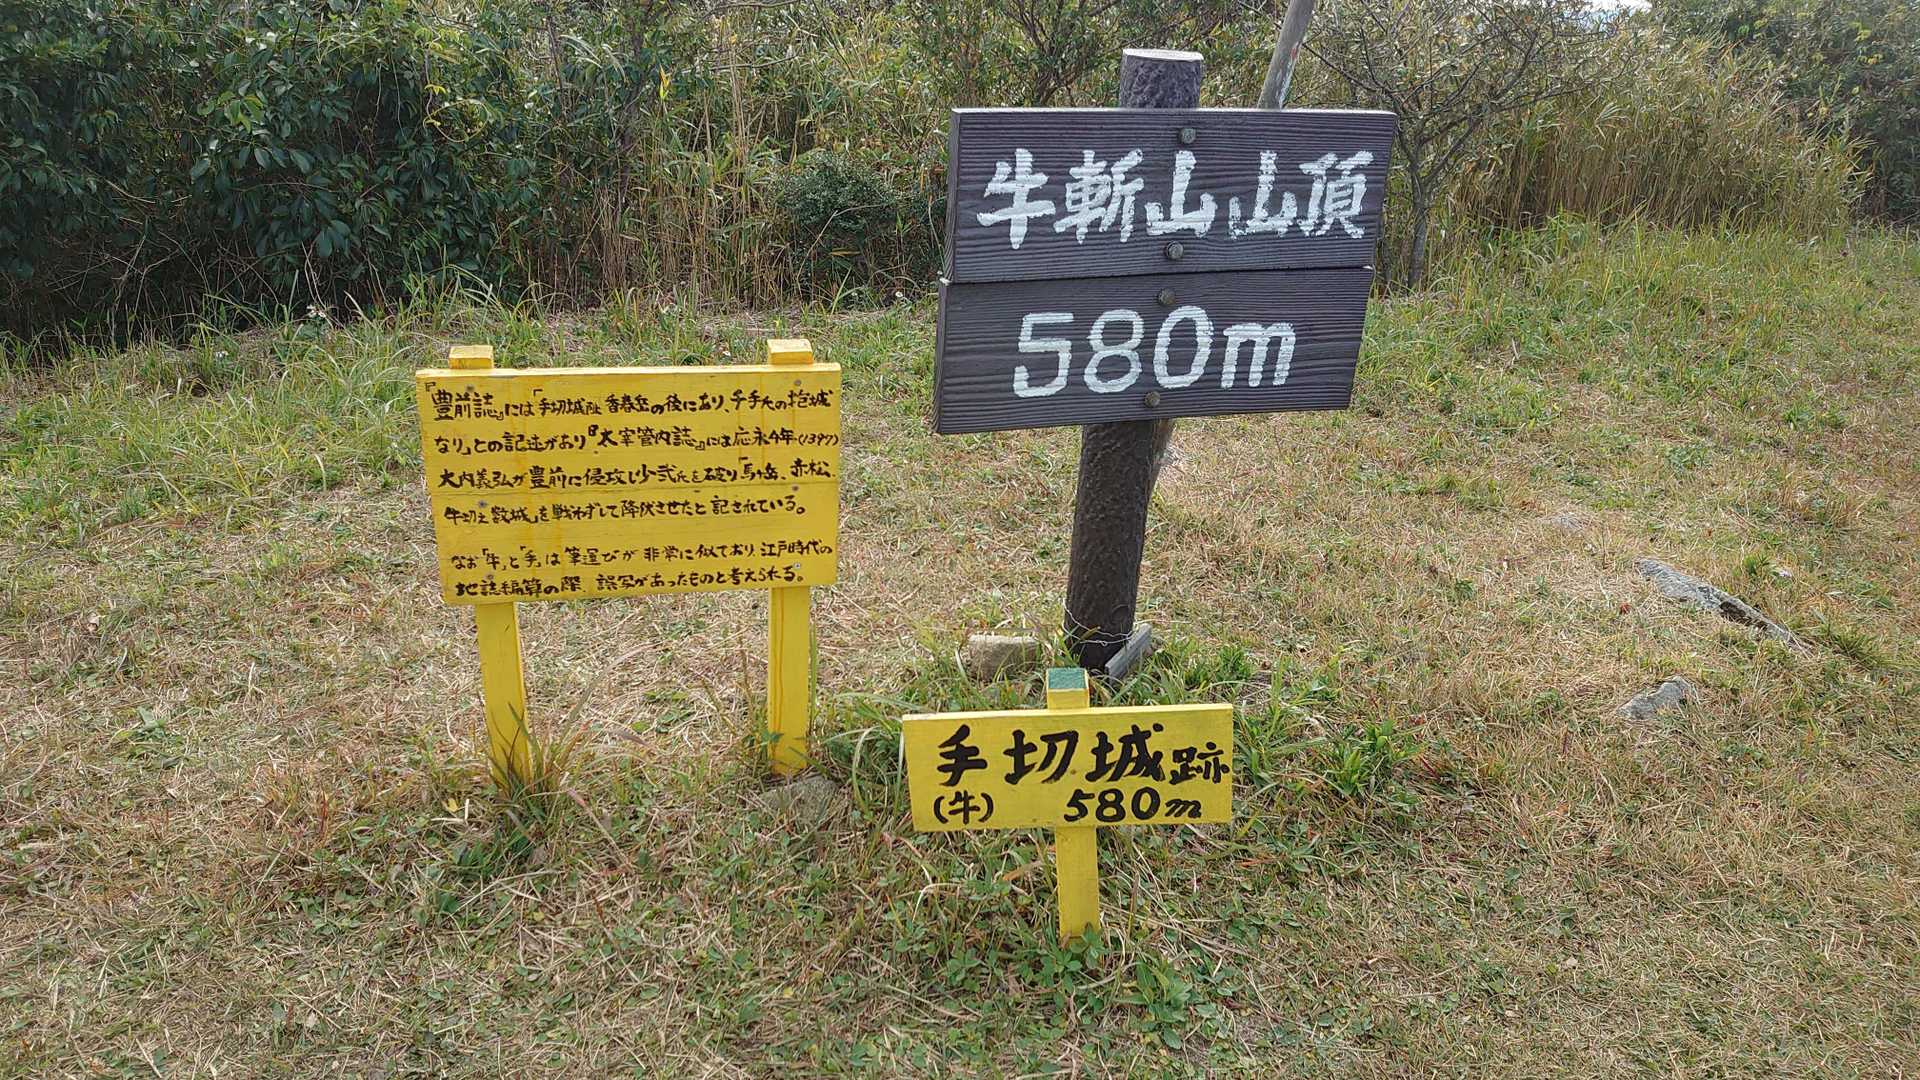 牛斬山山頂
580m
『豊前誌』には「手切城址 香春岳の後にあり、千手氏の抱城
なり」との記述があり『太宰管内誌』には応永4年(1397)
大内義弘が豊前に侵攻し少弐氏を破り「馬ヶ岳、赤松、
牛切之数城」を戦わずして降伏させたと記されている。
なお「牛」と「手」は筆運びが非常に似ており、江戸時代の
地誌編算の際、誤写があったものと考えられる。
手切城跡
(牛) 580m